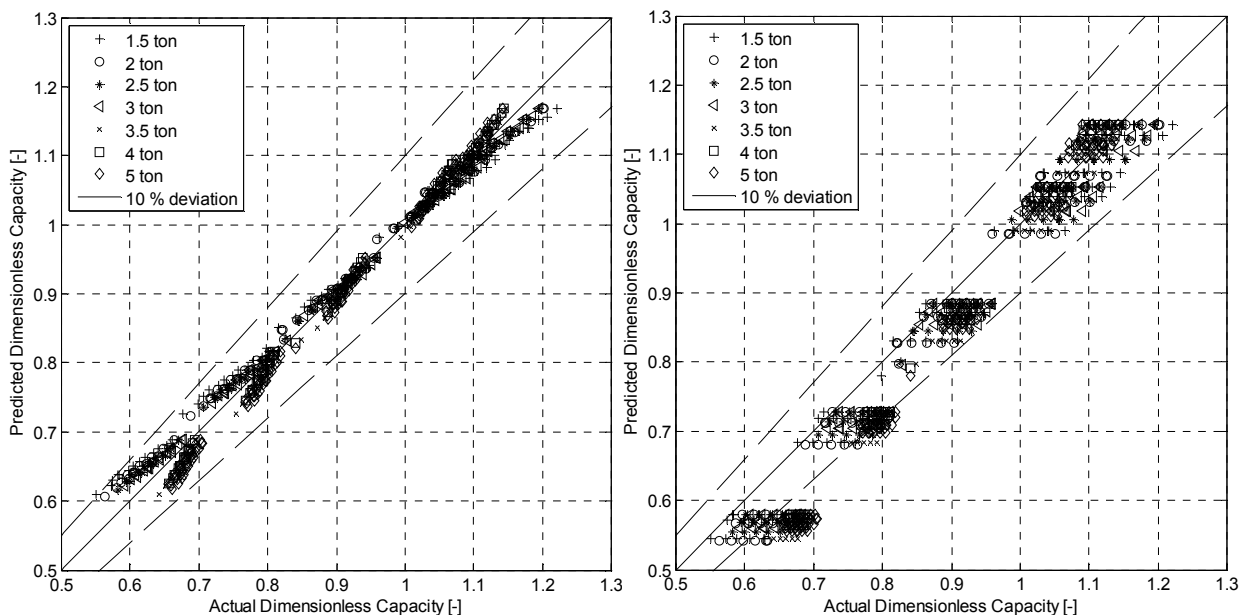 1.3
1.2
1.1
1
0.9
0.8
0.7
0.6
0.5
Predicted Dimensionless Capacity [-]
1.5 ton
2 ton
2.5 ton
3 ton
3.5 ton
4 ton
5 ton
10 % deviation
0.5 0.6 0.7 0.8 0.9 1 1.1 1.2 1.3
Actual Dimensionless Capacity [-]
1.3
1.2
1.1
1
0.9
0.8
0.7
0.6
0.5
Predicted Dimensionless Capacity [-]
1.5 ton
2 ton
2.5 ton
3 ton
3.5 ton
4 ton
5 ton
10 % deviation
0.5 0.6 0.7 0.8 0.9 1 1.1 1.2 1.3
Actual Dimensionless Capacity [-]